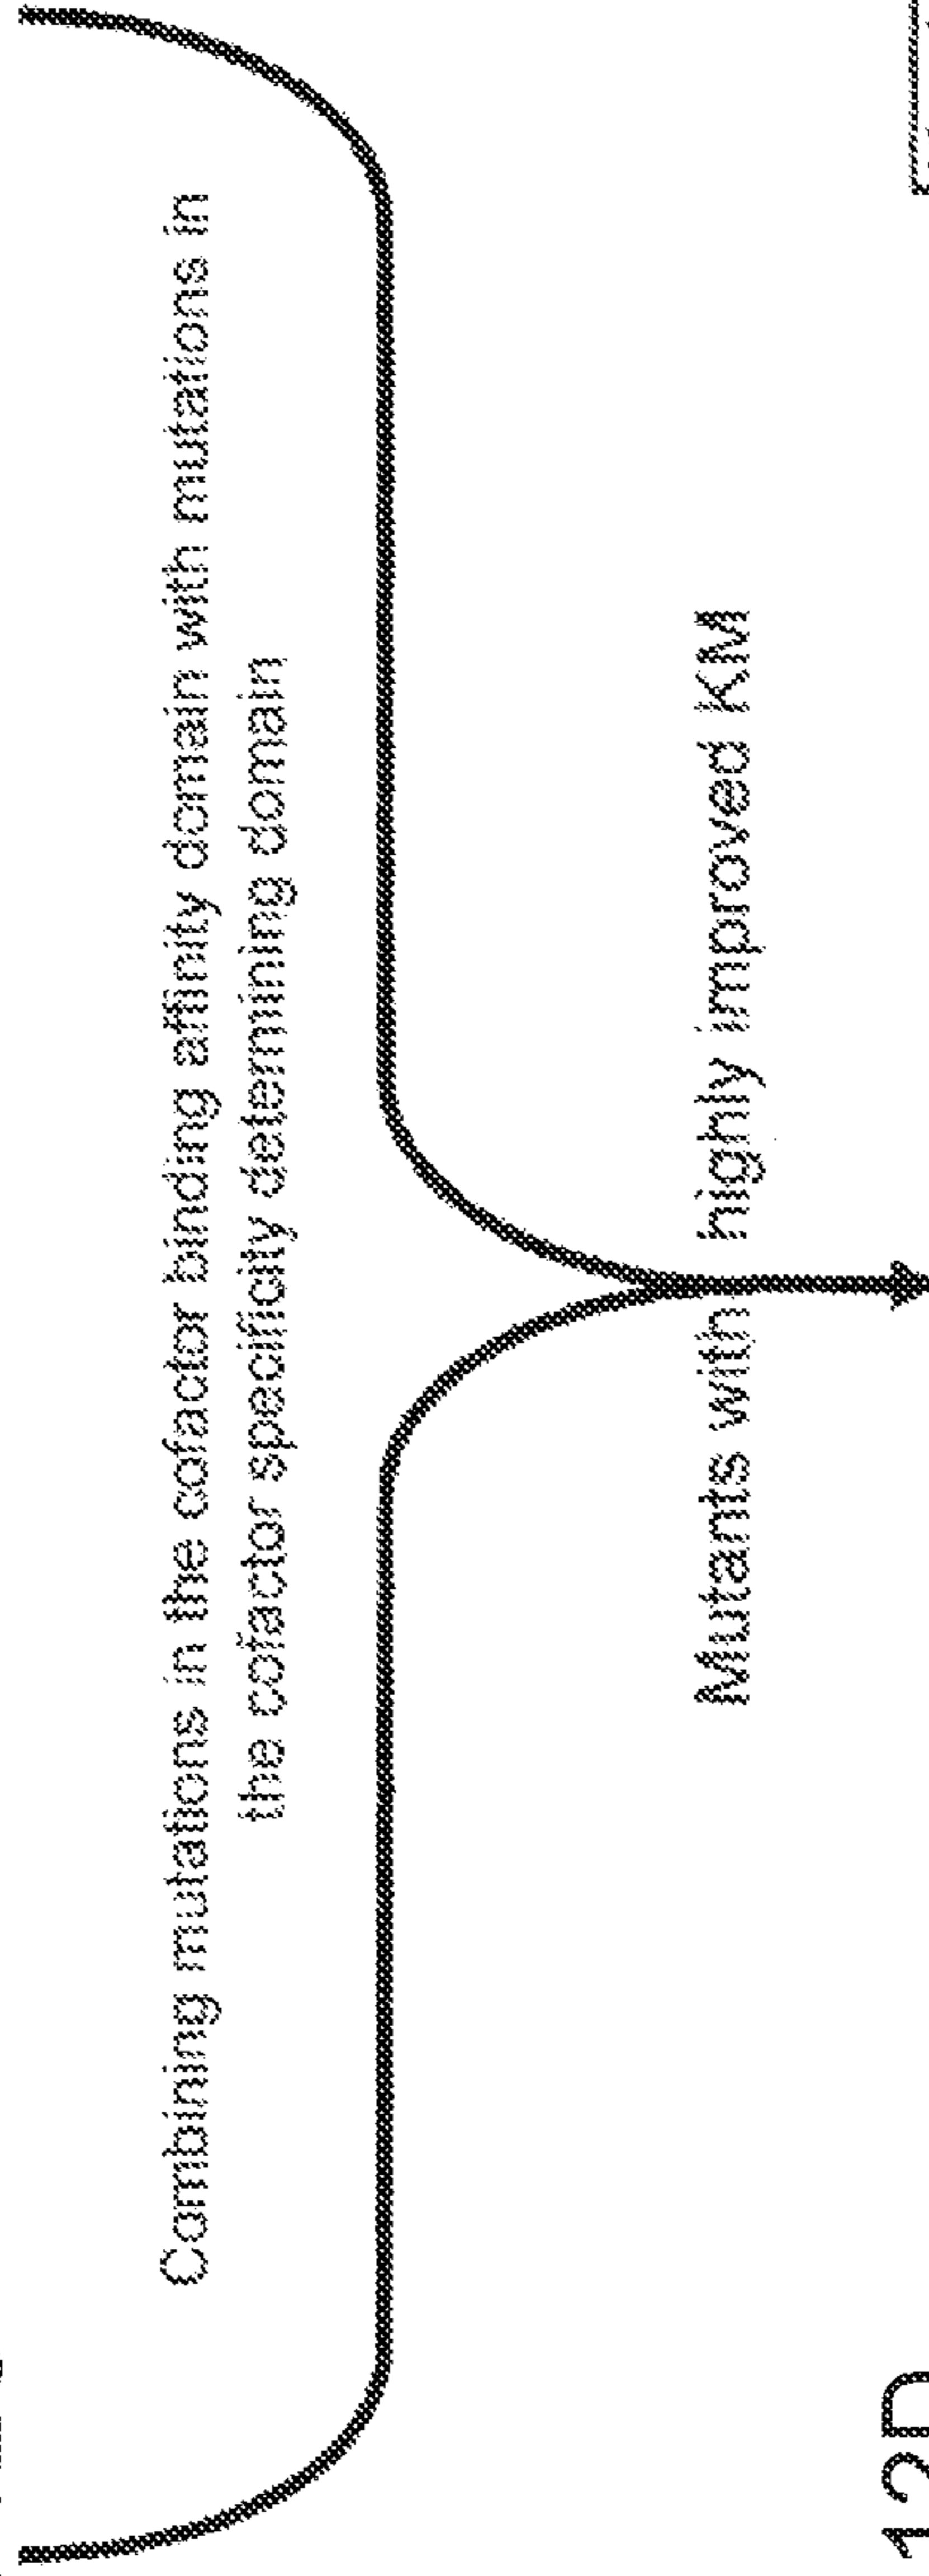 Combining mutations in the cofactor binding affinity domain with mutations in
the cofactor specificity determining domain
Mutants with highly improved KM
12D